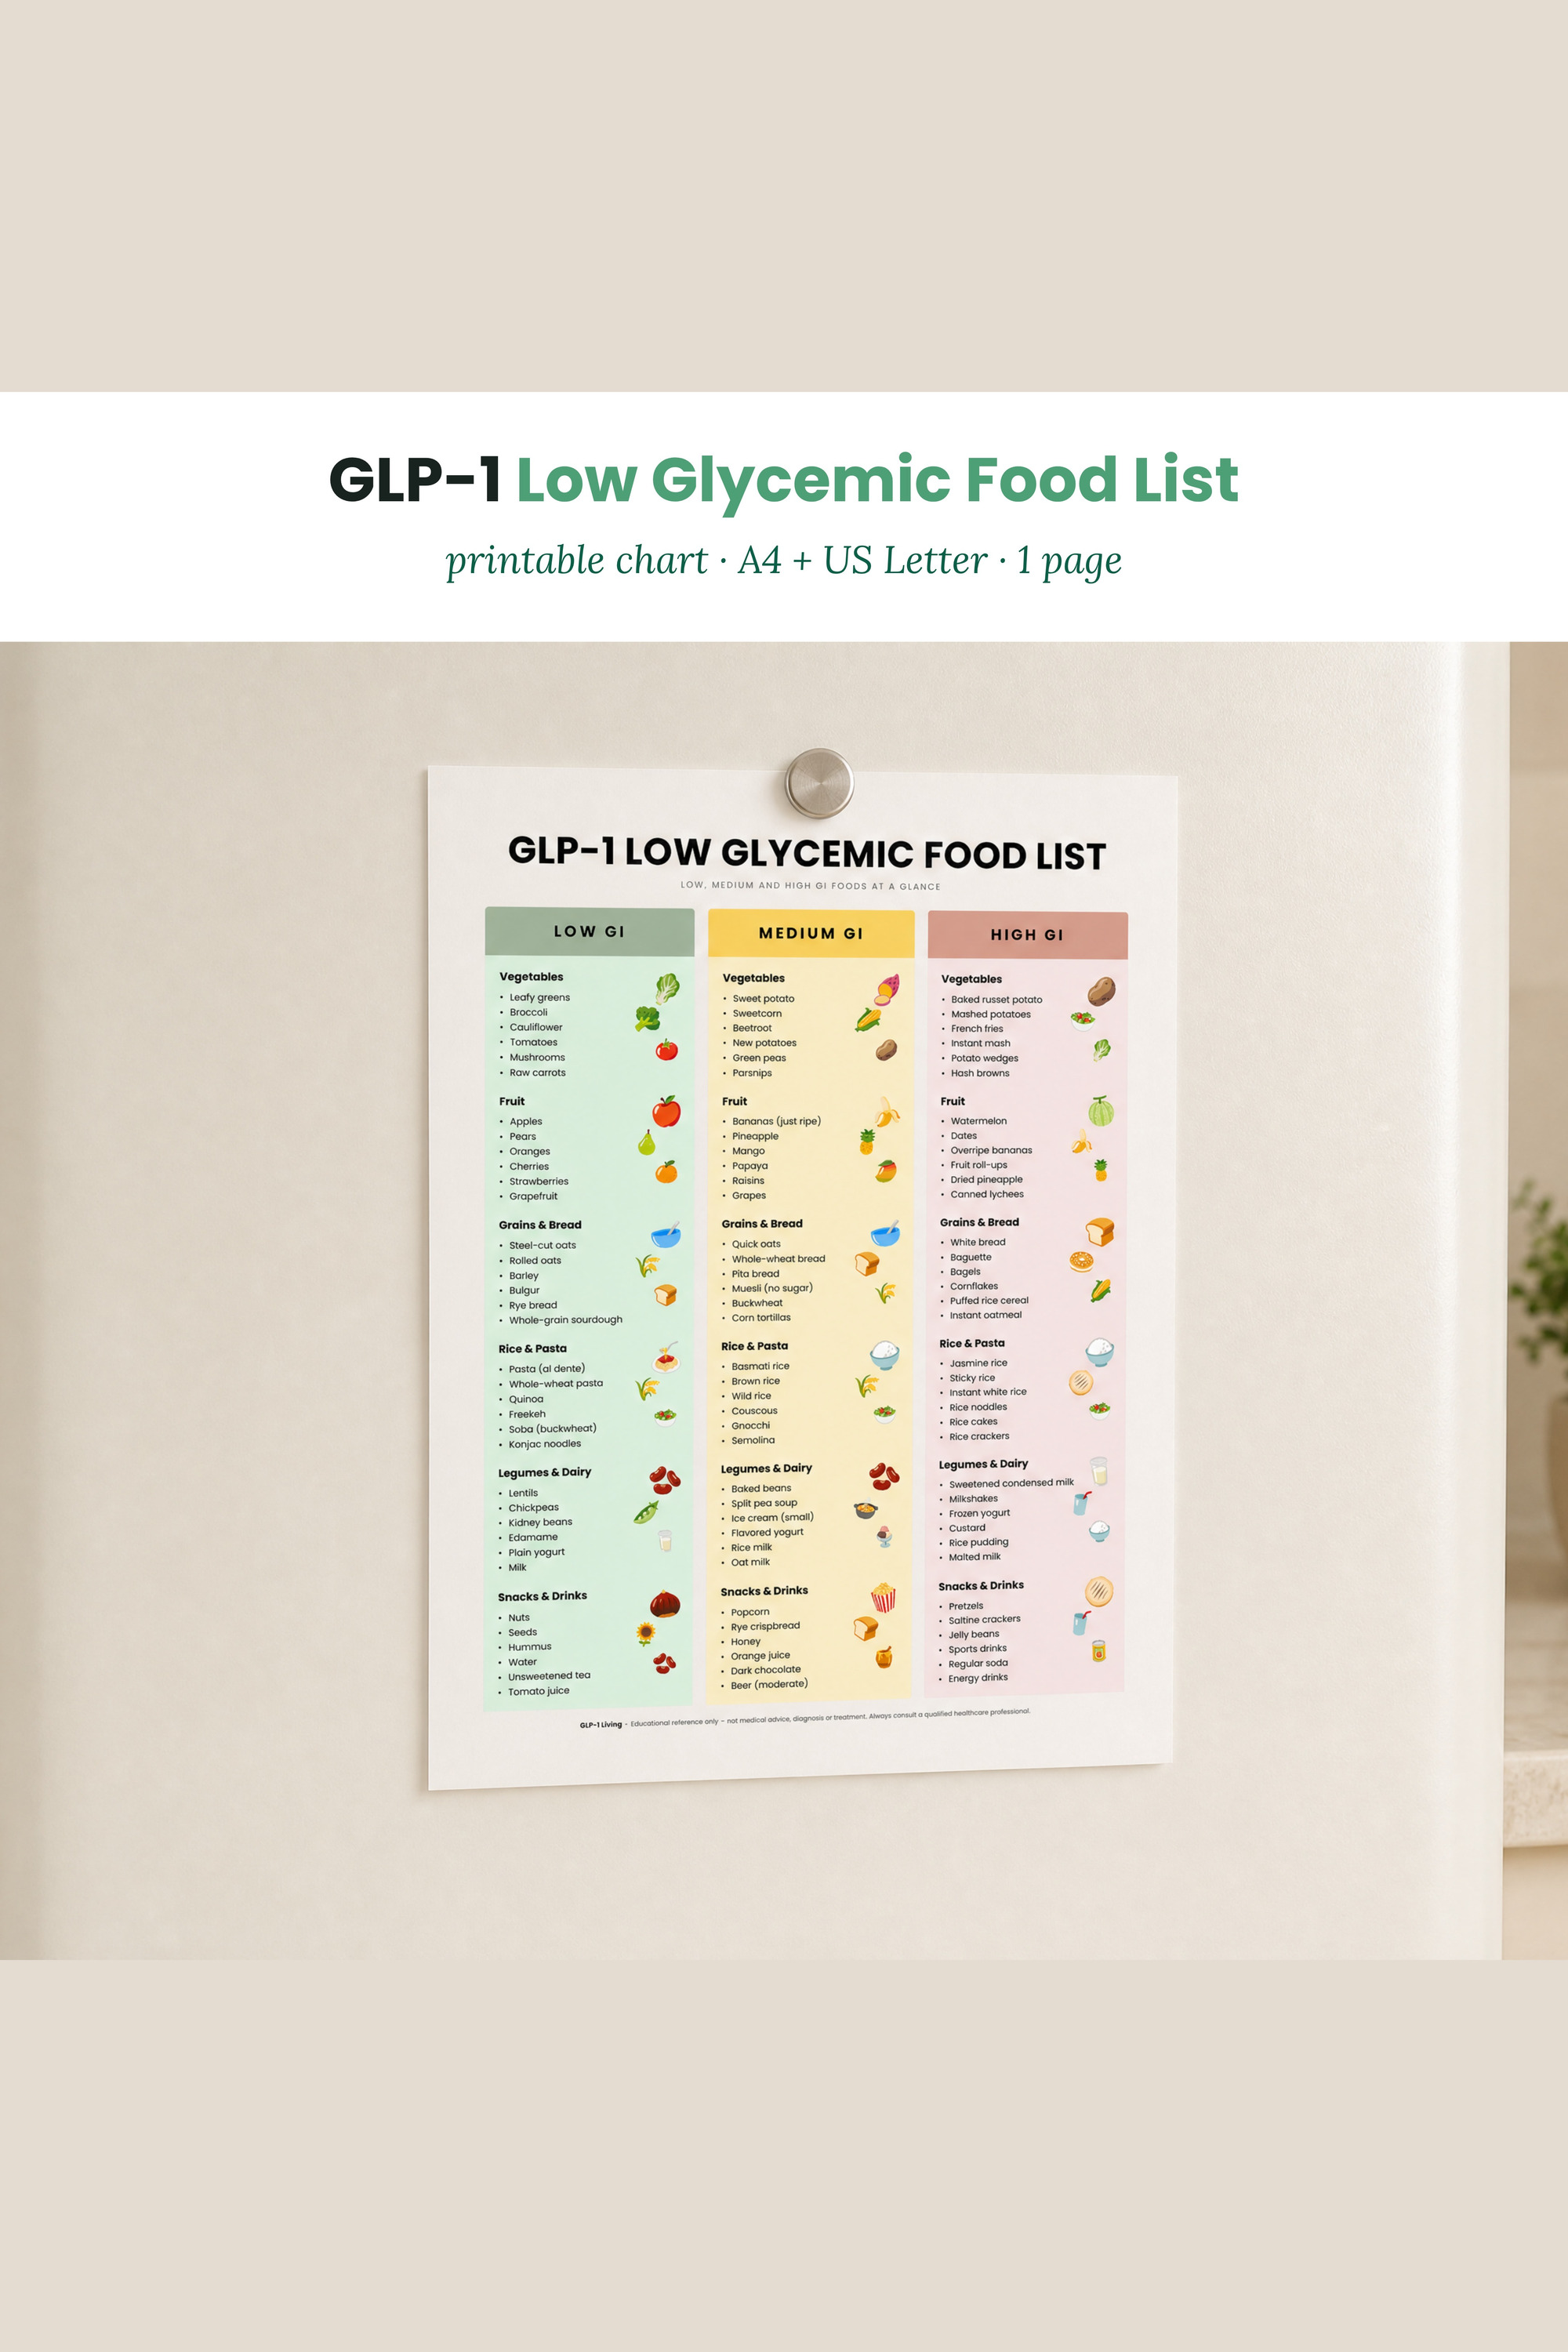 GLP-1 Low Glycemic Food List
printable chart · A4 + US Letter · 1 page
GLP-1 LOW GLYCEMIC FOOD LIST
LOW, MEDIUM AND HIGH GI FOODS AT A GLANCE
LOW GI
Vegetables
• Leafy greens
• Broccoli
• Cauliflower
• Tomatoes
• Mushrooms
• Raw carrots
Fruit
• Apples
• Pears
• Oranges
• Cherries
• Strawberries
• Grapefruit
Grains & Bread
• Steel-cut oats
• Rolled oats
• Barley
• Bulgur
• Rye bread
• Whole-grain sourdough
Rice & Pasta
• Pasta (al dente)
• Whole-wheat pasta
• Quinoa
• Freekeh
• Soba (buckwheat)
• Konjac noodles
Legumes & Dairy
• Lentils
• Chickpeas
• Kidney beans
• Edamame
• Plain yogurt
• Milk
Snacks & Drinks
• Nuts
• Seeds
• Hummus
• Water
• Unsweetened tea
• Tomato juice
MEDIUM GI
Vegetables
• Sweet potato
• Sweetcorn
• Beetroot
• New potatoes
• Green peas
• Parsnips
Fruit
• Bananas (just ripe)
• Pineapple
• Mango
• Papaya
• Raisins
• Grapes
Grains & Bread
• Quick oats
• Whole-wheat bread
• Pita bread
• Muesli (no sugar)
• Buckwheat
• Corn tortillas
Rice & Pasta
• Basmati rice
• Brown rice
• Wild rice
• Couscous
• Gnocchi
• Semolina
Legumes & Dairy
• Baked beans
• Split pea soup
• Ice cream (small)
• Flavored yogurt
• Rice milk
• Oat milk
Snacks & Drinks
• Popcorn
• Rye crispbread
• Honey
• Orange juice
• Dark chocolate
• Beer (moderate)
HIGH GI
Vegetables
• Baked russet potato
• Mashed potatoes
• French fries
• Instant mash
• Potato wedges
• Hash browns
Fruit
• Watermelon
• Dates
• Overripe bananas
• Fruit roll-ups
• Dried pineapple
• Canned lychees
Grains & Bread
• White bread
• Baguette
• Bagels
• Cornflakes
• Puffed rice cereal
• Instant oatmeal
Rice & Pasta
• Jasmine rice
• Sticky rice
• Instant white rice
• Rice noodles
• Rice cakes
• Rice crackers
Legumes & Dairy
• Sweetened condensed milk
• Milkshakes
• Frozen yogurt
• Custard
• Rice pudding
• Malted milk
Snacks & Drinks
• Pretzels
• Saltine crackers
• Jelly beans
• Sports drinks
• Regular soda
• Energy drinks
GLP-1 Living · Educational reference only – not medical advice, diagnosis or treatment. Always consult a qualified healthcare professional.